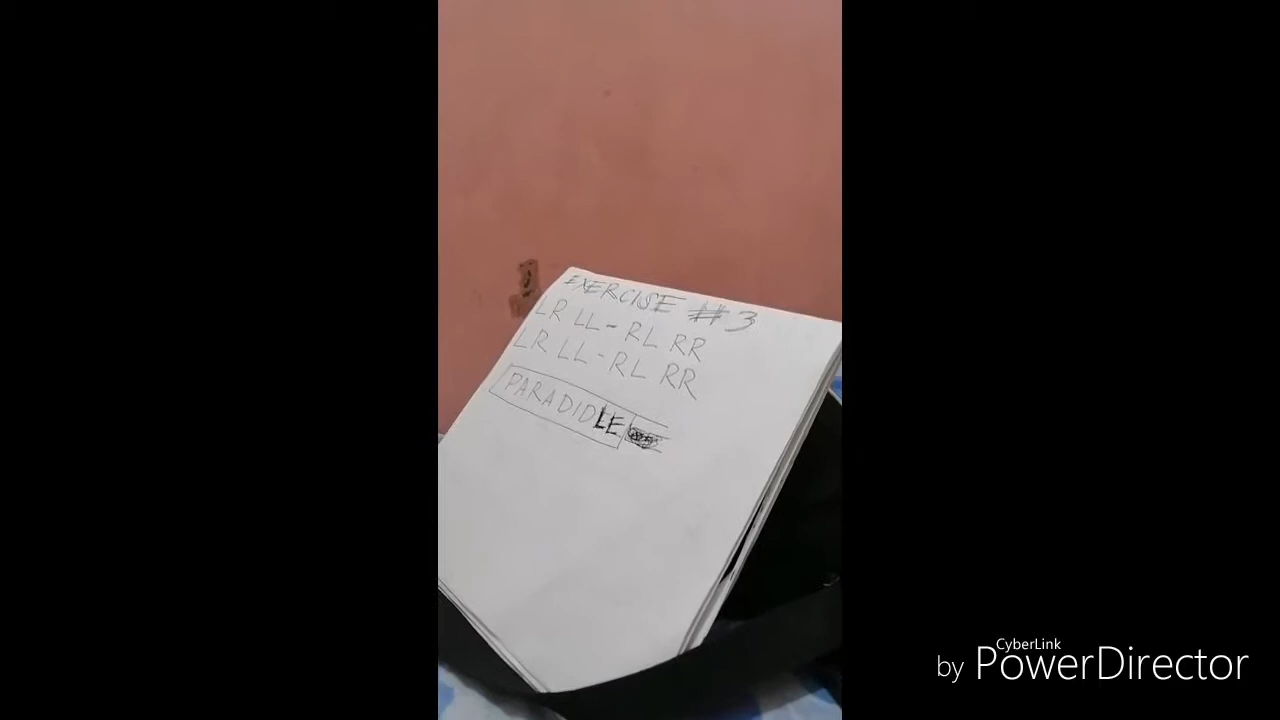 EXERCISE # 3
LR LL - RL RR
LR LL - RL RR
PARADIDLE
CyberLink
by PowerDirector